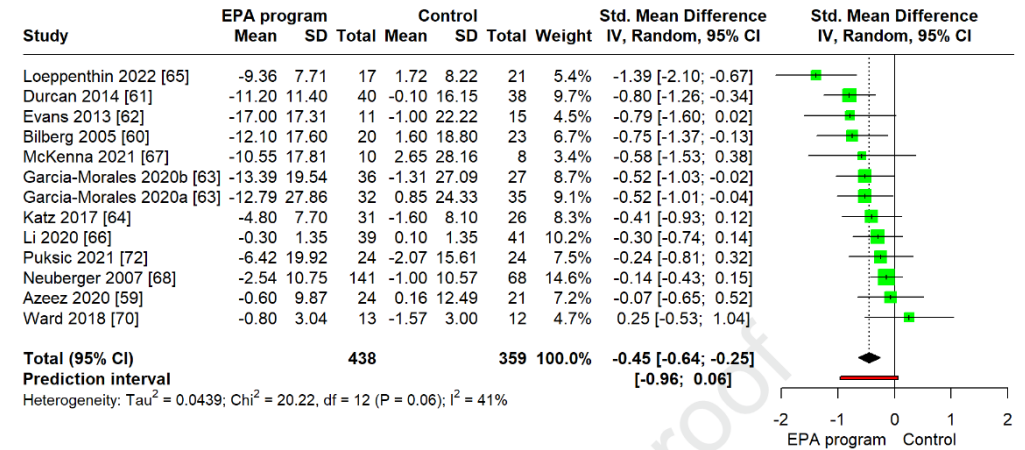 EPA program Control Std. Mean Difference Std. Mean Difference
Study Mean SD Total Mean SD Total Weight IV, Random, 95% CI IV, Random, 95% CI
Loeppenthin 2022 [65] -9.36 7.71 17 1.72 8.22 21 5.4% -1.39 [-2.10; -0.67]
Durcan 2014 [61] -11.20 11.40 40 -0.10 16.15 38 9.7% -0.80 [-1.26; -0.34]
Evans 2013 [62] -17.00 17.31 11 -1.00 22.22 15 4.5% -0.79 [-1.60; 0.02]
Bilberg 2005 [60] -12.10 17.60 20 1.60 18.80 23 6.7% -0.75 [-1.37; -0.13]
McKenna 2021 [67] -10.55 17.81 10 2.65 28.16 8 3.4% -0.58 [-1.53; 0.38]
Garcia-Morales 2020b [63] -13.39 19.54 36 -1.31 27.09 27 8.6% -0.52 [-1.03; -0.02]
Garcia-Morales 2020a [63] -12.79 27.86 32 0.85 24.33 35 9.1% -0.52 [-1.01; -0.04]
Katz 2017 [64] -4.80 7.70 31 -1.60 8.10 26 8.3% -0.41 [-0.93; 0.12]
Li 2020 [66] -0.30 1.35 39 0.10 1.35 41 10.2% -0.30 [-0.74; 0.14]
Puksic 2021 [72] -6.42 19.92 24 -2.07 15.61 24 7.6% -0.24 [-0.81; 0.32]
Neuberger 2007 [68] -2.54 10.75 141 -1.00 10.57 68 14.6% -0.14 [-0.43; 0.15]
Azeez 2020 [59] -0.60 9.87 24 0.16 12.49 21 7.2% -0.07 [-0.65; 0.52]
Ward 2018 [70] -0.80 3.04 13 -1.57 3.00 12 4.7% 0.25 [-0.53; 1.04]
Total (95% CI) 438 359 100.0% -0.45 [-0.64; -0.25]
Prediction interval [-0.96; 0.06]
Heterogeneity: Tau² = 0.0439; Chi² = 20.22, df = 12 (P = 0.06); I² = 41%
-2 -1 0 1 2
EPA program Control
roof